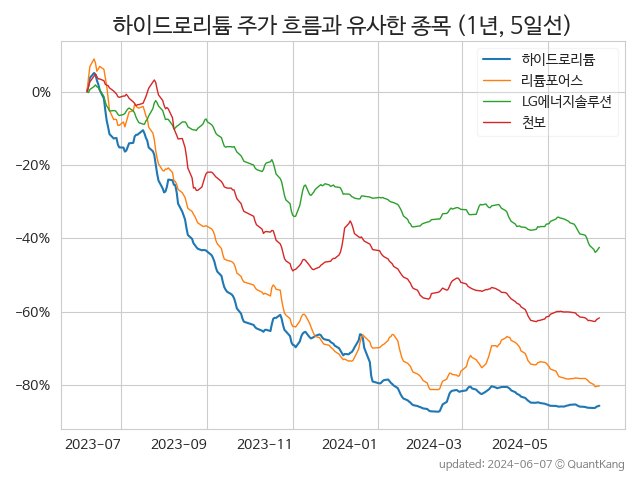 하이드로리튬 주가 흐름과 유사한 종목 (1년, 5일선)
하이드로리튬
리튬포어스
LG에너지솔루션
천보
0%
−20%
−40%
−60%
−80%
2023-07 2023-09 2023-11 2024-01 2024-03 2024-05
updated: 2024-06-07 © QuantKang